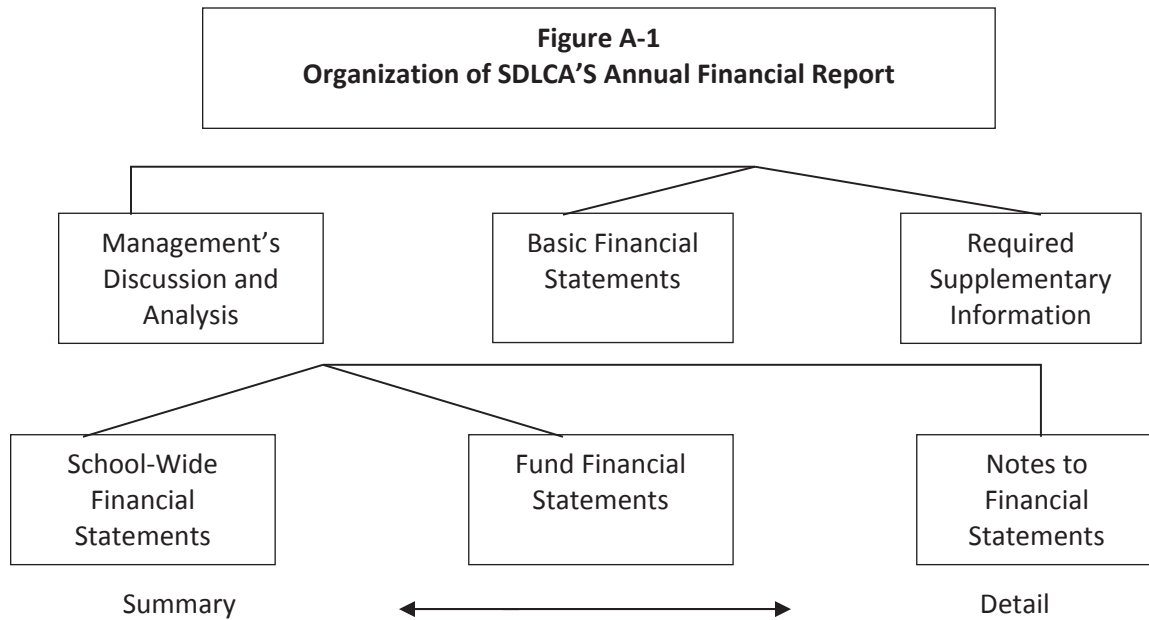 Figure A-1
Organization of SDLCA’S Annual Financial Report
Management’s
Discussion and
Analysis
Basic Financial
Statements
Required
Supplementary
Information
School-Wide
Financial
Statements
Fund Financial
Statements
Notes to
Financial
Statements
Summary
Detail